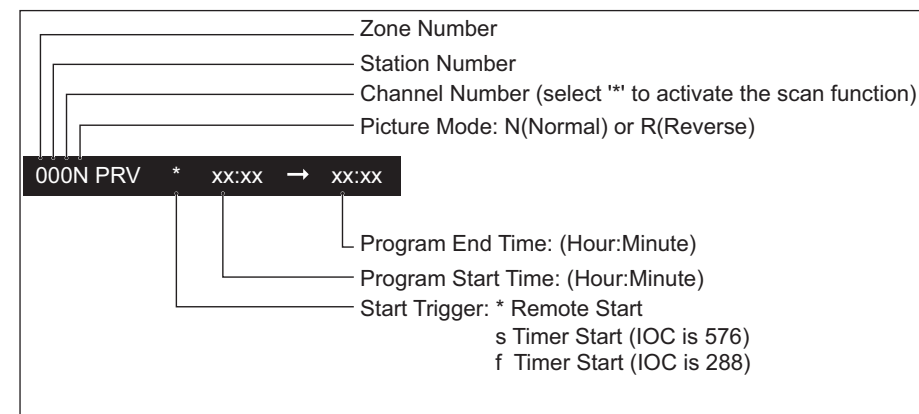 Zone Number
Station Number
Channel Number (select '*' to activate the scan function)
Picture Mode: N(Normal) or R(Reverse)
000N PRV * xx:xx → xx:xx
Program End Time: (Hour:Minute)
Program Start Time: (Hour:Minute)
Start Trigger: * Remote Start
s Timer Start (IOC is 576)
f Timer Start (IOC is 288)